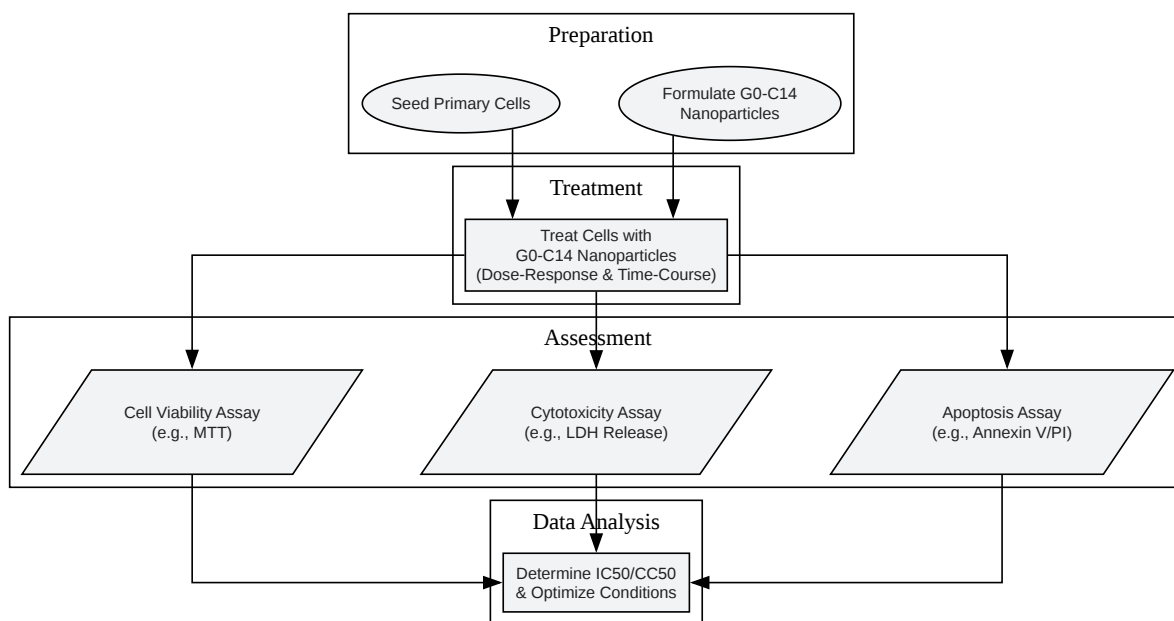 Preparation
Seed Primary Cells
Formulate G0-C14
Nanoparticles
Treatment
Treat Cells with
G0-C14 Nanoparticles
(Dose-Response & Time-Course)
Assessment
Cell Viability Assay
(e.g., MTT)
Cytotoxicity Assay
(e.g., LDH Release)
Apoptosis Assay
(e.g., Annexin V/PI)
Data Analysis
Determine IC50/CC50
& Optimize Conditions